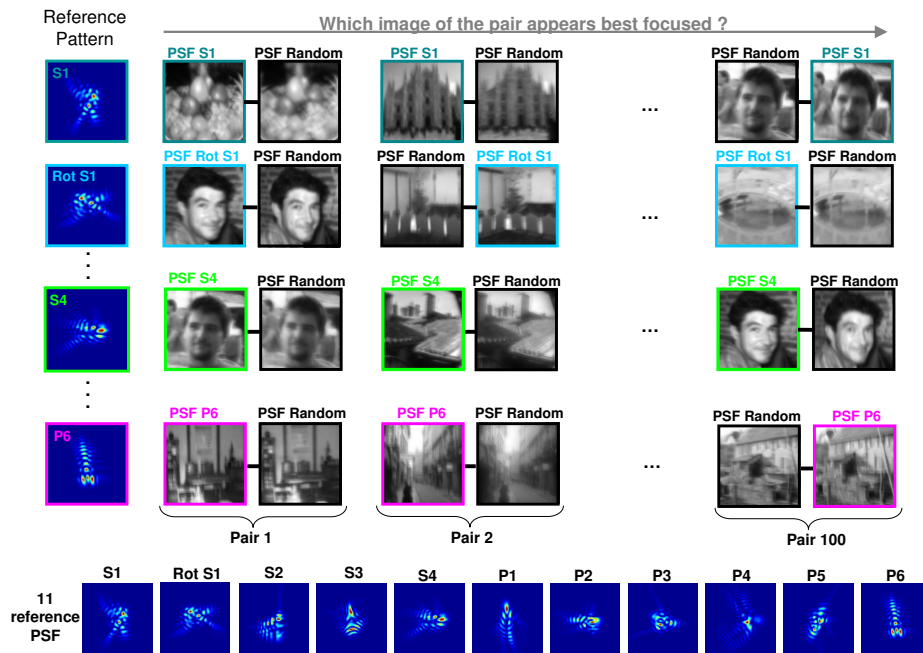 Reference
Pattern
Which image of the pair appears best focused ?
S1
PSF S1
PSF Random
PSF S1
PSF Random
...
PSF Random
PSF S1
Rot S1
PSF Rot S1
PSF Random
PSF Random
PSF Rot S1
...
PSF Rot S1
PSF Random
S4
PSF S4
PSF Random
PSF S4
PSF Random
...
PSF S4
PSF Random
P6
PSF P6
PSF Random
PSF P6
PSF Random
...
PSF Random
PSF P6
Pair 1
Pair 2
Pair 100
11
reference
PSF
S1
Rot S1
S2
S3
S4
P1
P2
P3
P4
P5
P6